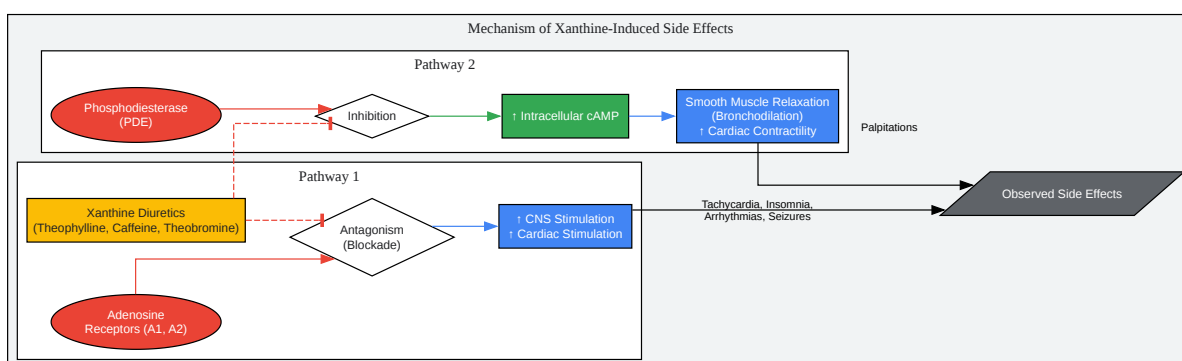 Mechanism of Xanthine-Induced Side Effects
Pathway 2
Phosphodiesterase
(PDE)
Inhibition
↑ Intracellular cAMP
Smooth Muscle Relaxation
(Bronchodilation)
↑ Cardiac Contractility
Palpitations
Pathway 1
Xanthine Diuretics
(Theophylline, Caffeine, Theobromine)
Antagonism
(Blockade)
↑ CNS Stimulation
↑ Cardiac Stimulation
Tachycardia, Insomnia,
Arrhythmias, Seizures
Observed Side Effects
Adenosine
Receptors (A1, A2)